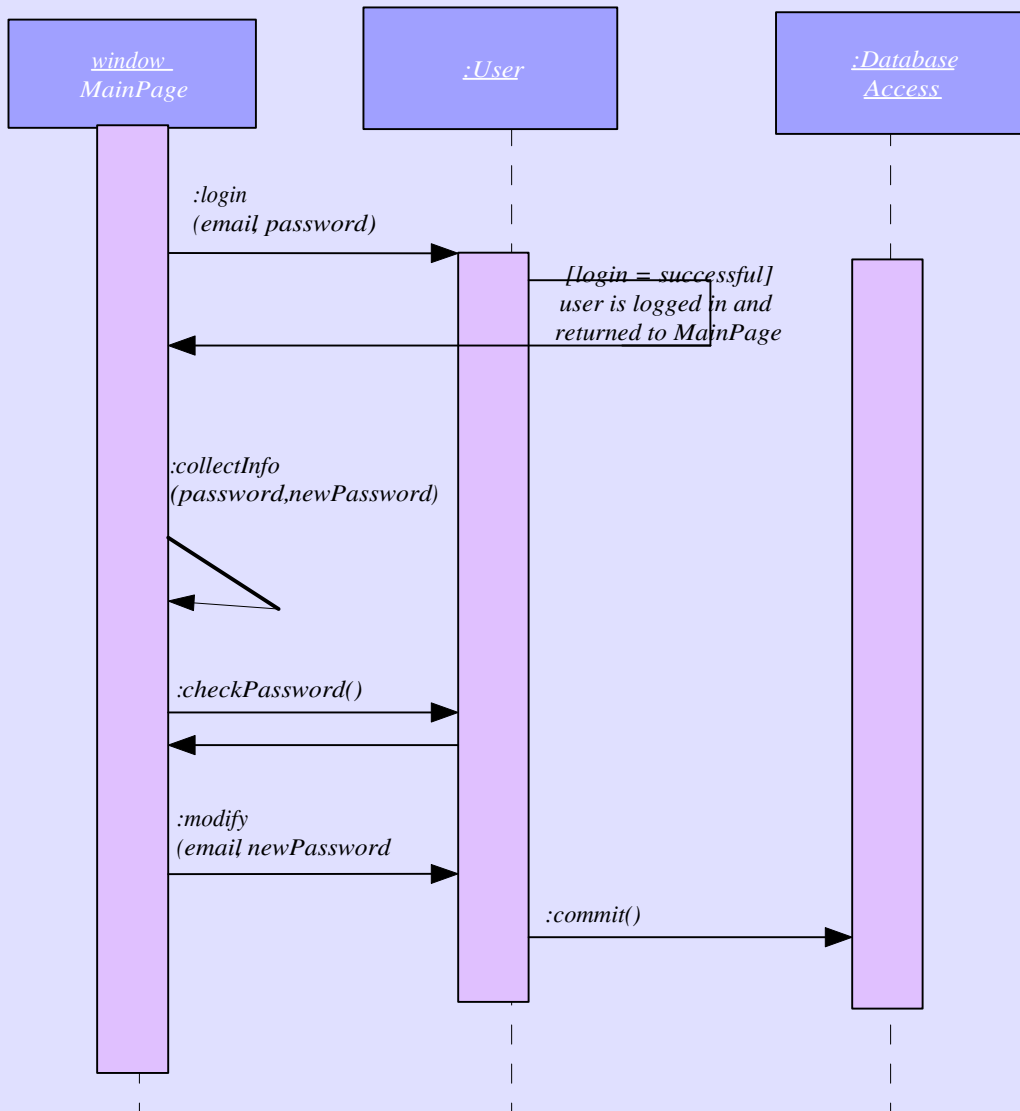 window
MainPage
:User
:Database
Access
:login
(email, password)
[login = successful]
user is logged in and
returned to MainPage
:collectInfo
(password,newPassword)
:checkPassword()
:modify
(email, newPassword
:commit()